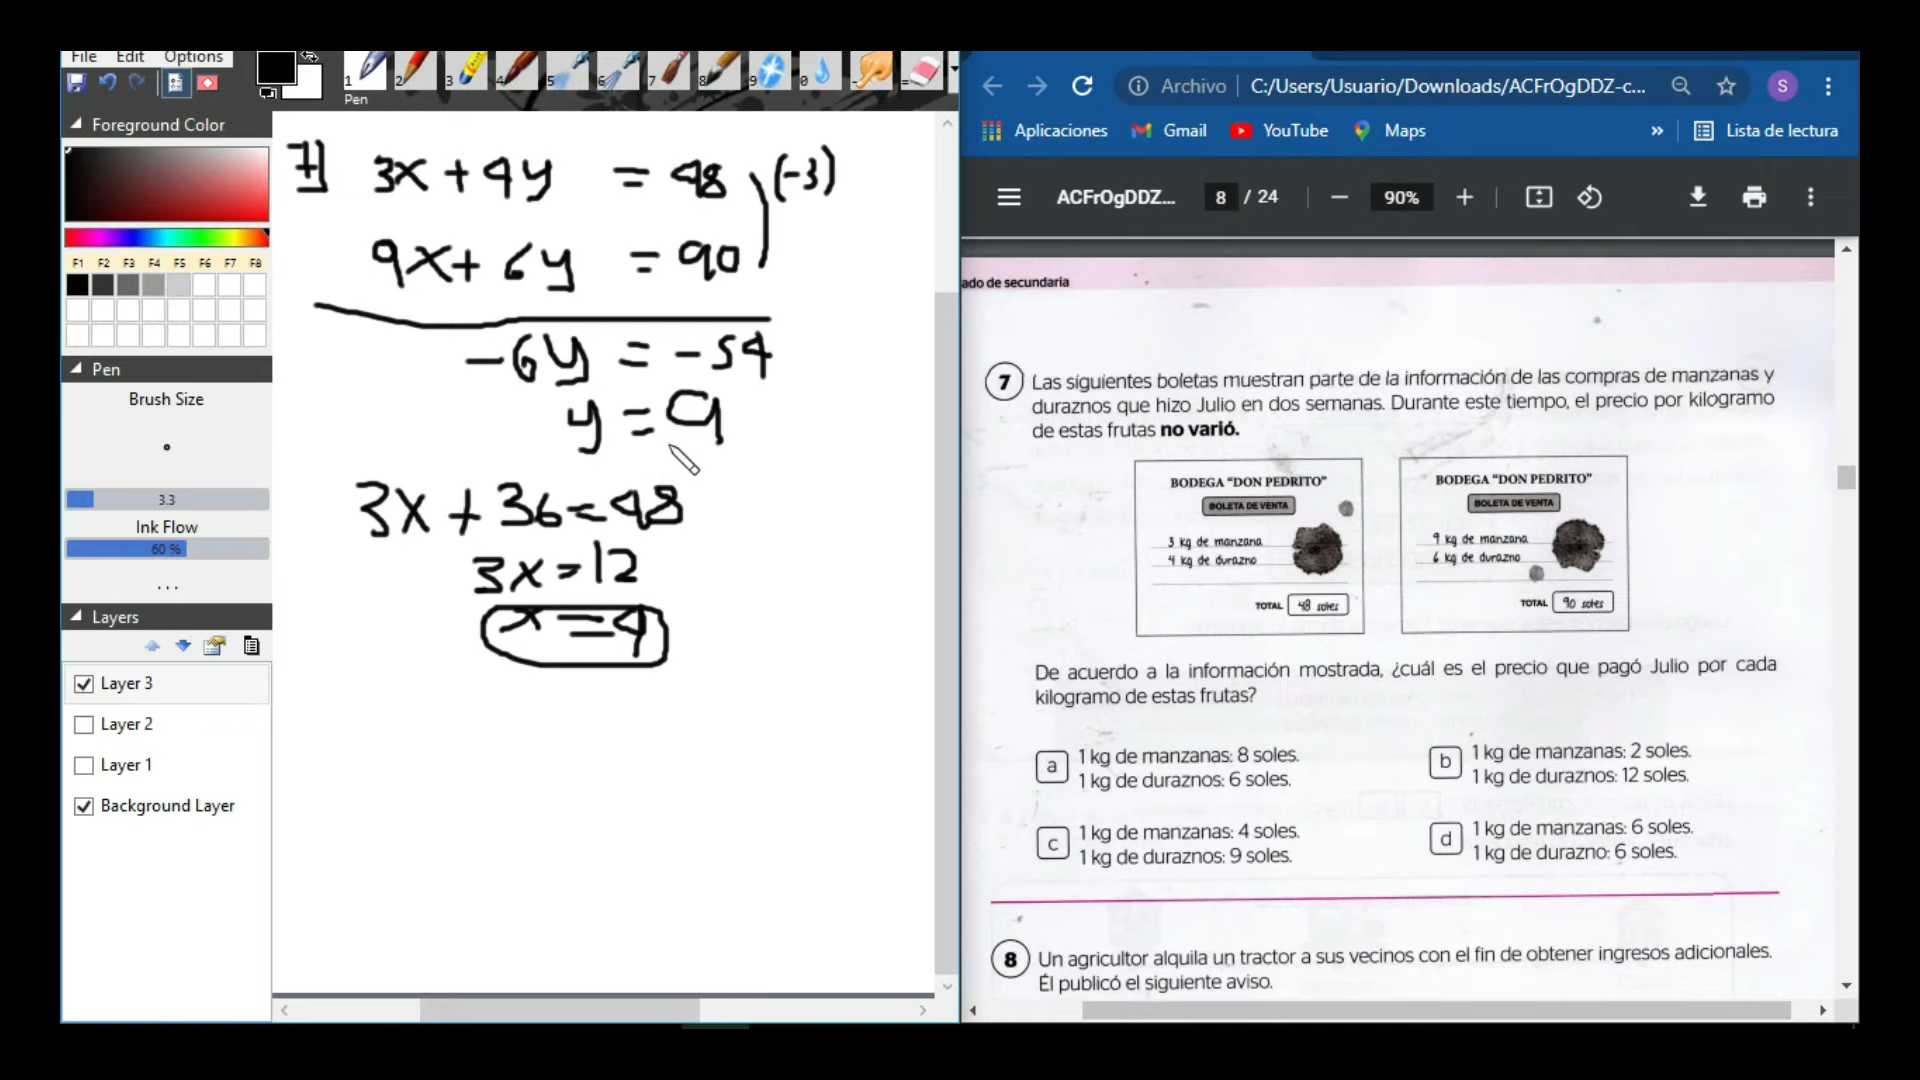 File Edit Options
Pen
Foreground Color
F1 F2 F3 F4 F5 F6 F7 F8
Pen
Brush Size
3.3
Ink Flow
60 %
...
Layers
Layer 3
Layer 2
Layer 1
Background Layer
7] 3x + 4y = 48 (-3)
9x + 6y = 90
-6y = -54
y = 9
3x + 36 = 48
3x = 12
x = 4
Archivo C:/Users/Usuario/Downloads/ACFrOgDDZ-c...
S
Aplicaciones Gmail YouTube Maps » Lista de lectura
ACFrOgDDZ... 8 / 24 90%
ado de secundaria
7 Las siguientes boletas muestran parte de la información de las compras de manzanas y
duraznos que hizo Julio en dos semanas. Durante este tiempo, el precio por kilogramo
de estas frutas no varió.
BODEGA "DON PEDRITO"
BOLETA DE VENTA
3 kg de manzana
4 kg de durazno
TOTAL 48 soles
BODEGA "DON PEDRITO"
BOLETA DE VENTA
9 kg de manzana
6 kg de durazno
TOTAL 90 soles
De acuerdo a la información mostrada, ¿cuál es el precio que pagó Julio por cada
kilogramo de estas frutas?
a 1 kg de manzanas: 8 soles.
1 kg de duraznos: 6 soles.
b 1 kg de manzanas: 2 soles.
1 kg de duraznos: 12 soles.
c 1 kg de manzanas: 4 soles.
1 kg de duraznos: 9 soles.
d 1 kg de manzanas: 6 soles.
1 kg de durazno: 6 soles.
8 Un agricultor alquila un tractor a sus vecinos con el fin de obtener ingresos adicionales.
Él publicó el siguiente aviso.